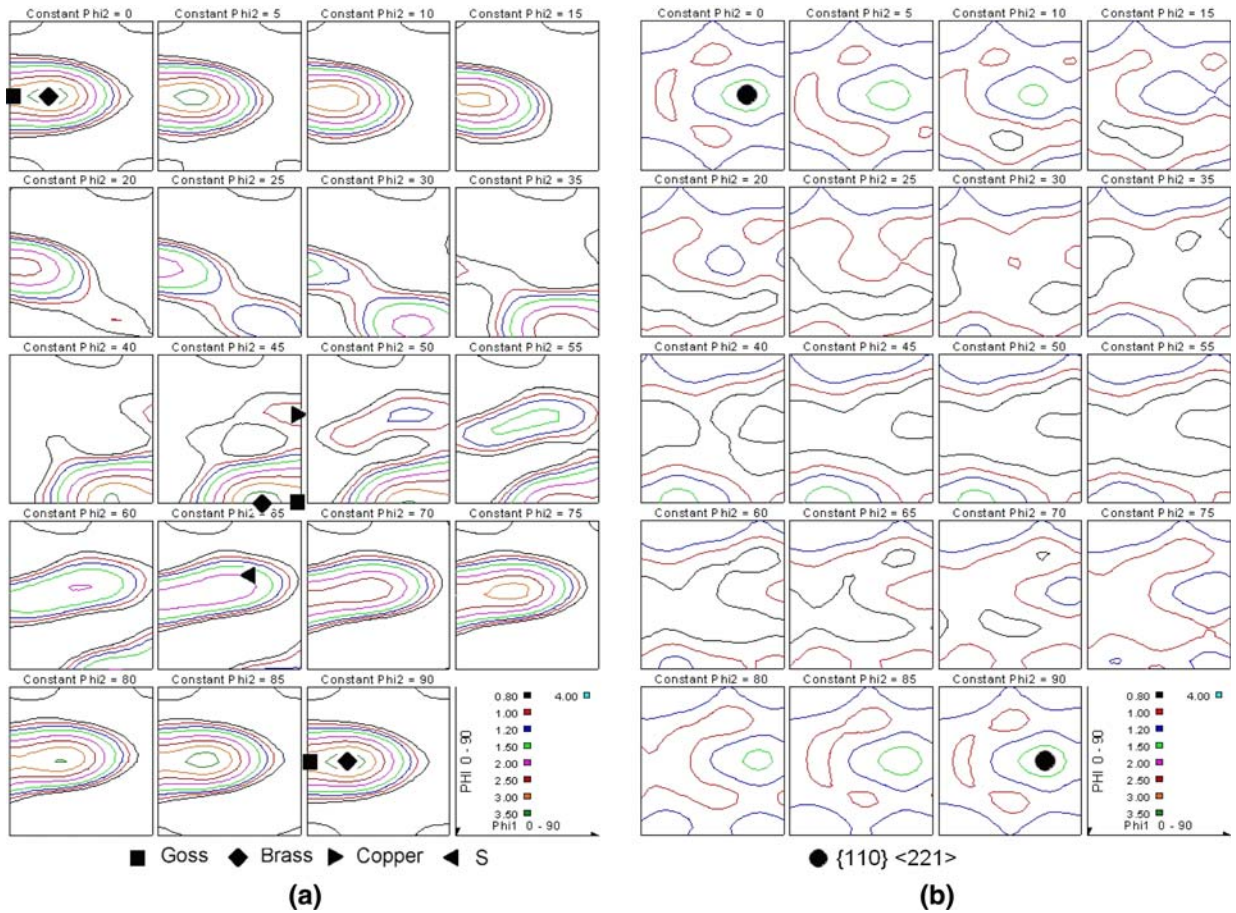 Constant Phi2 = 0 Constant Phi2 = 5 Constant Phi2 = 10 Constant Phi2 = 15
Constant Phi2 = 20 Constant Phi2 = 25 Constant Phi2 = 30 Constant Phi2 = 35
Constant Phi2 = 40 Constant Phi2 = 45 Constant Phi2 = 50 Constant Phi2 = 55
Constant Phi2 = 60 Constant Phi2 = 65 Constant Phi2 = 70 Constant Phi2 = 75
Constant Phi2 = 80 Constant Phi2 = 85 Constant Phi2 = 90
PHI 0 - 90
0.80 4.00
1.00
1.20
1.50
2.00
2.50
3.00
3.50
Phi1 0 - 90
Goss Brass Copper S
(a)
Constant Phi2 = 0 Constant Phi2 = 5 Constant Phi2 = 10 Constant Phi2 = 15
Constant Phi2 = 20 Constant Phi2 = 25 Constant Phi2 = 30 Constant Phi2 = 35
Constant Phi2 = 40 Constant Phi2 = 45 Constant Phi2 = 50 Constant Phi2 = 55
Constant Phi2 = 60 Constant Phi2 = 65 Constant Phi2 = 70 Constant Phi2 = 75
Constant Phi2 = 80 Constant Phi2 = 85 Constant Phi2 = 90
PHI 0 - 90
0.80 4.00
1.00
1.20
1.50
2.00
2.50
3.00
3.50
Phi1 0 - 90
{110} <221>
(b)